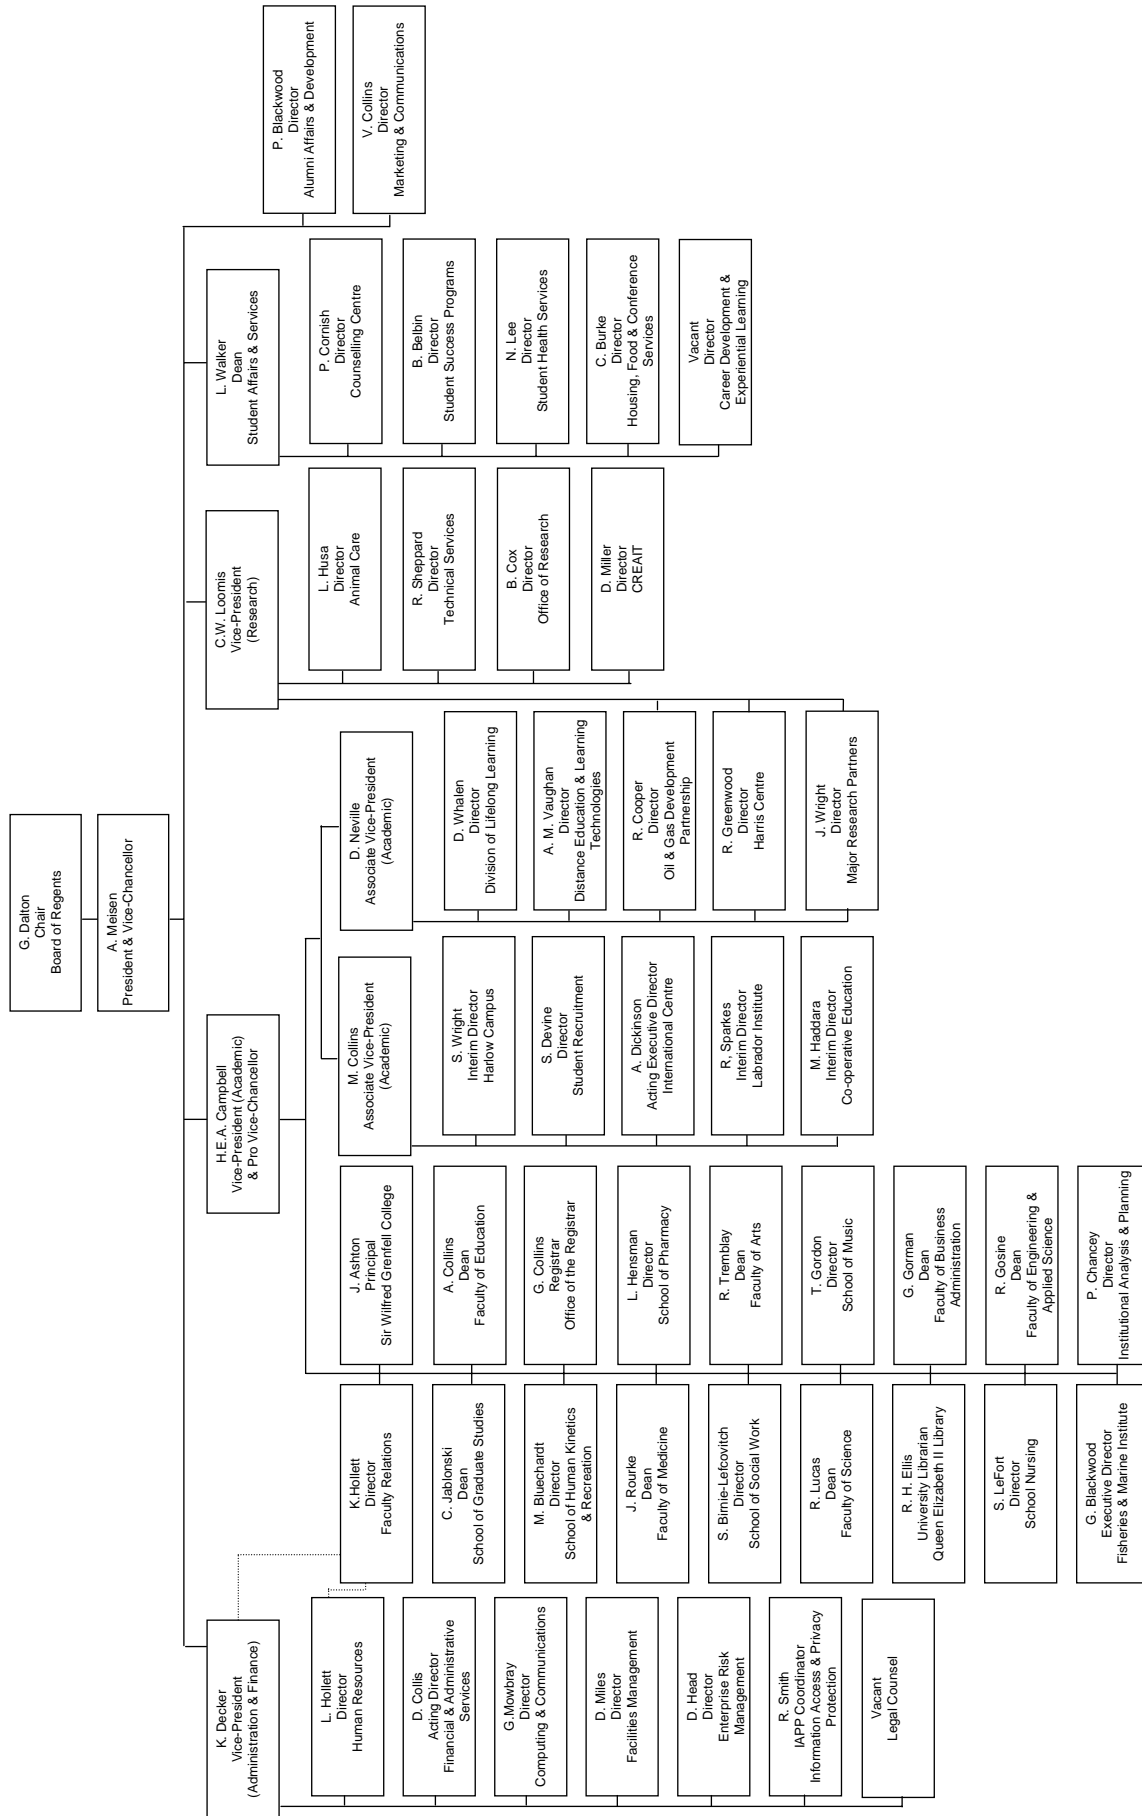 G. Dalton
Chair
Board of Regents
A. Meisen
President & Vice-Chancellor
K. Decker
Vice-President
(Administration & Finance)
H.E.A. Campbell
Vice-President (Academic)
& Pro Vice-Chancellor
C.W. Loomis
Vice-President
(Research)
L. Walker
Dean
Student Affairs & Services
P. Blackwood
Director
Alumni Affairs & Development
V. Collins
Director
Marketing & Communications
L. Hollett
Director
Human Resources
D. Collis
Acting Director
Financial & Administrative
Services
G.Mowbray
Director
Computing & Communications
D. Miles
Director
Facilities Management
D. Head
Director
Enterprise Risk
Management
R. Smith
IAPP Coordinator
Information Access & Privacy
Protection
Vacant
Legal Counsel
K.Hollett
Director
Faculty Relations
C. Jablonski
Dean
School of Graduate Studies
M. Bluechardt
Director
School of Human Kinetics
& Recreation
J. Rourke
Dean
Faculty of Medicine
S. Birnie-Lefcovitch
Director
School of Social Work
R. Lucas
Dean
Faculty of Science
R. H. Ellis
University Librarian
Queen Elizabeth II Library
S. LeFort
Director
School Nursing
G. Blackwood
Executive Director
Fisheries & Marine Institute
J. Ashton
Principal
Sir Wilfred Grenfell College
A. Collins
Dean
Faculty of Education
G. Collins
Registrar
Office of the Registrar
L. Hensman
Director
School of Pharmacy
R. Tremblay
Dean
Faculty of Arts
T. Gordon
Director
School of Music
G. Gorman
Dean
Faculty of Business
Administration
R. Gosine
Dean
Faculty of Engineering &
Applied Science
P. Chancey
Director
Institutional Analysis & Planning
M. Collins
Associate Vice-President
(Academic)
S. Wright
Interim Director
Harlow Campus
S. Devine
Director
Student Recruitment
A. Dickinson
Acting Executive Director
International Centre
R, Sparkes
Interim Director
Labrador Institute
M. Haddara
Interim Director
Co-operative Education
D. Neville
Associate Vice-President
(Academic)
D. Whalen
Director
Division of Lifelong Learning
A. M. Vaughan
Director
Distance Education & Learning
Technologies
R. Cooper
Director
Oil & Gas Development
Partnership
R. Greenwood
Director
Harris Centre
J. Wright
Director
Major Research Partners
L. Husa
Director
Animal Care
R. Sheppard
Director
Technical Services
B. Cox
Director
Office of Research
D. Miller
Director
CREAIT
P. Cornish
Director
Counselling Centre
B. Belbin
Director
Student Success Programs
N. Lee
Director
Student Health Services
C. Burke
Director
Housing, Food & Conference
Services
Vacant
Director
Career Development &
Experiential Learning